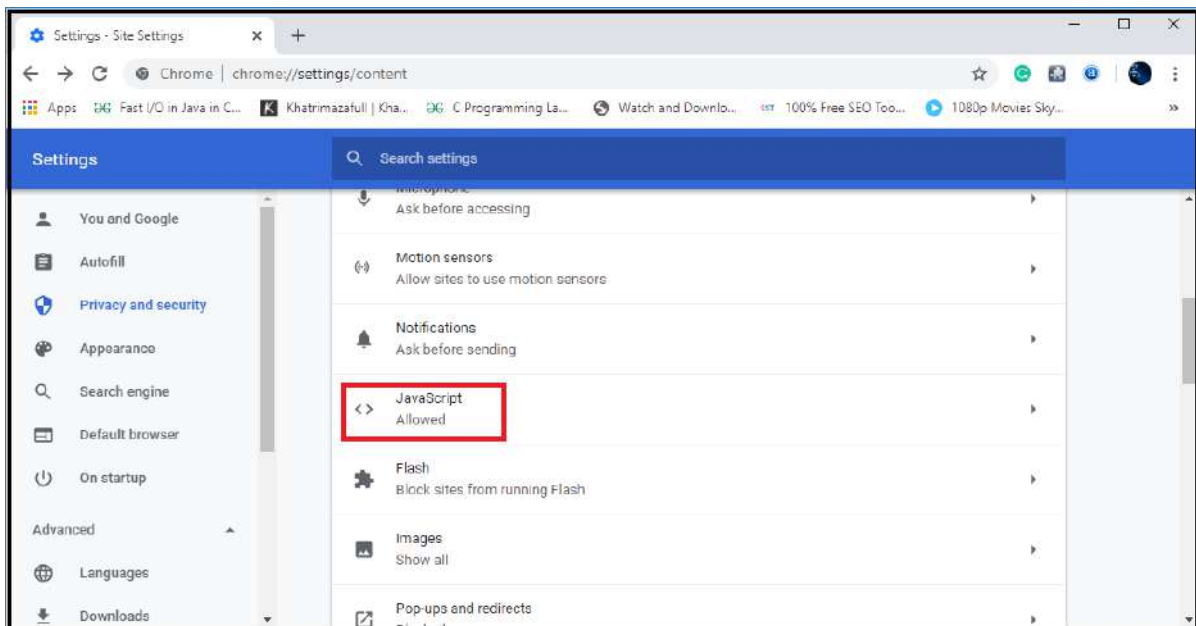 Settings - Site Settings
Chrome | chrome://settings/content
Apps GG Fast I/O in Java in C... K Khatrimazafull | Kha... GG C Programming La... Watch and Downlo... 100% Free SEO Too... 1080p Movies Sky...
Settings
Search settings
Microphone
Ask before accessing
You and Google
Motion sensors
Allow sites to use motion sensors
Autofill
Privacy and security
Notifications
Ask before sending
Appearance
Search engine
JavaScript
Allowed
Default browser
On startup
Flash
Block sites from running Flash
Advanced
Images
Show all
Languages
Downloads
Pop-ups and redirects